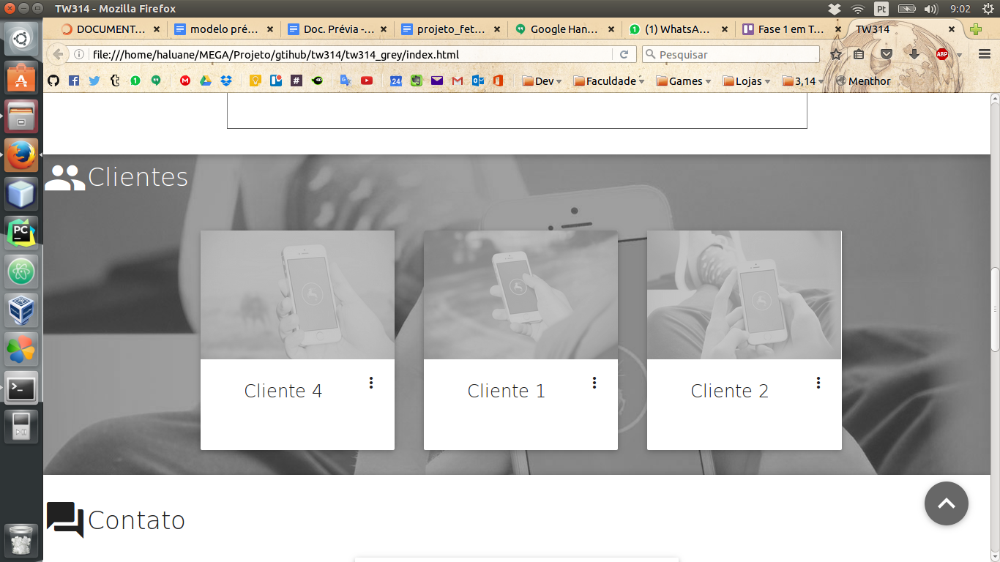 TW314 - Mozilla Firefox
Pt
9:02
DOCUMENT...
modelo pré...
Doc. Prévia -...
projeto_fet...
Google Han...
(1) WhatsA...
Fase 1 em T...
TW314
file:///home/haluane/MEGA/Projeto/gtihub/tw314/tw314_grey/index.html
Pesquisar
ABP
24
Dev
Faculdade
Games
Lojas
3,14
Menthor
Clientes
PC
Cliente 4
Cliente 1
Cliente 2
Contato